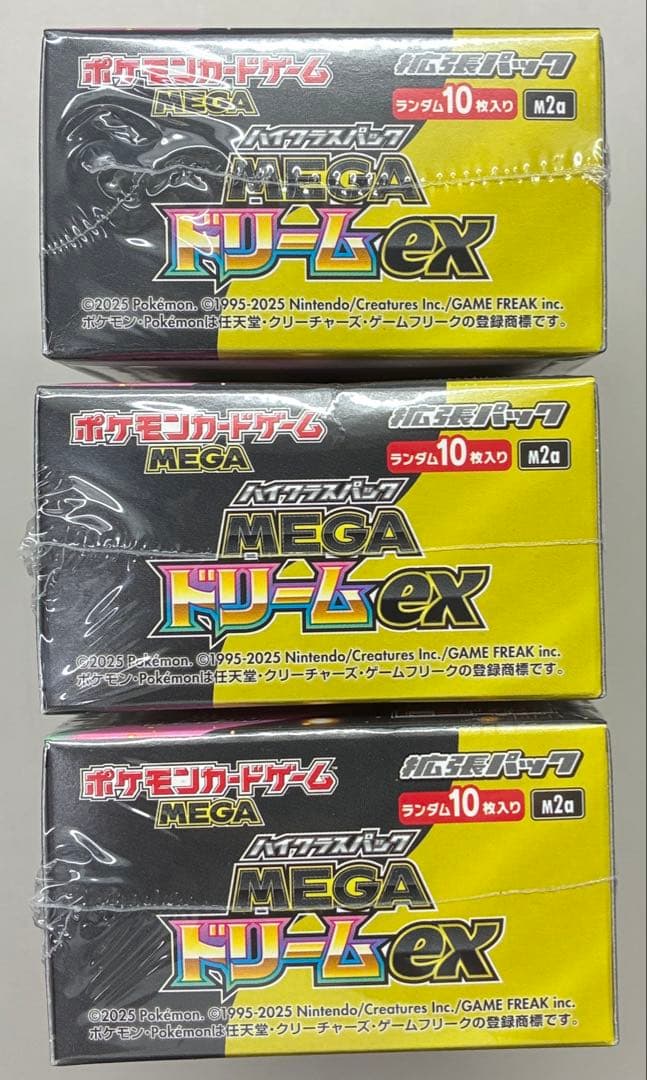 ポケモンカードゲーム
MEGA
拡張パック
ランダム10枚入り M2a
ハイクラスパック
MEGA
ドリームex
©2025 Pokémon. ©1995-2025 Nintendo/Creatures Inc./GAME FREAK inc.
ポケモン・Pokémonは任天堂・クリーチャーズ・ゲームフリークの登録商標です。
ポケモンカードゲーム
MEGA
拡張パック
ランダム10枚入り M2a
ハイクラスパック
MEGA
ドリームex
©2025 Pokémon. ©1995-2025 Nintendo/Creatures Inc./GAME FREAK inc.
ポケモン・Pokémonは任天堂・クリーチャーズ・ゲームフリークの登録商標です。
ポケモンカードゲーム
MEGA
拡張パック
ランダム10枚入り M2a
ハイクラスパック
MEGA
ドリームex
©2025 Pokémon. ©1995-2025 Nintendo/Creatures Inc./GAME FREAK inc.
ポケモン・Pokémonは任天堂・クリーチャーズ・ゲームフリークの登録商標です。